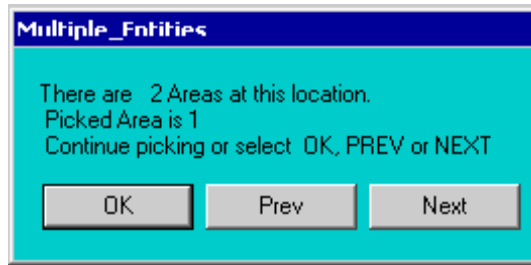 Multiple_Entities
There are 2 Areas at this location.
Picked Area is 1
Continue picking or select OK, PREV or NEXT
OK Prev Next